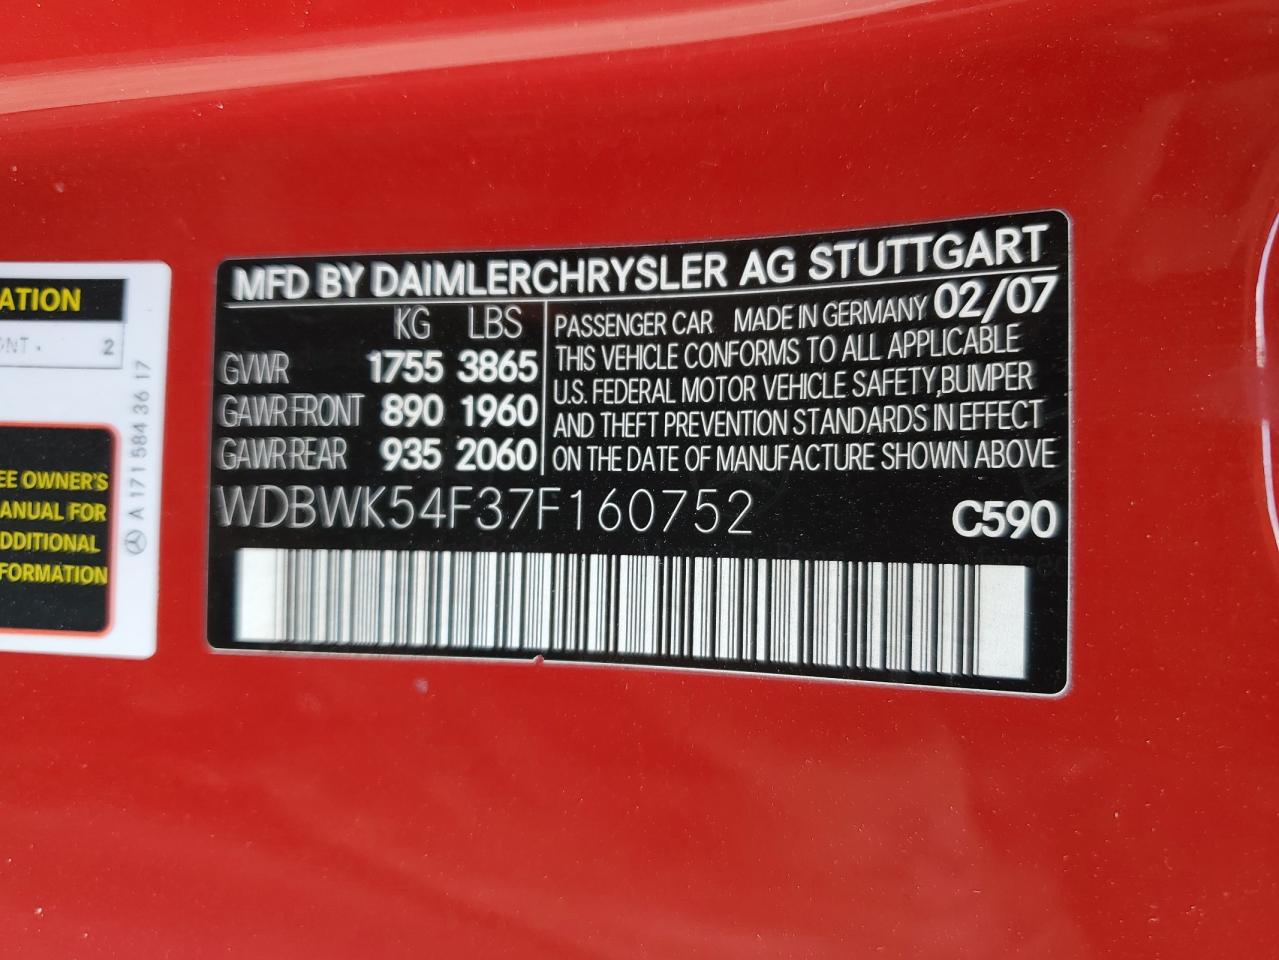 ATION
2
EE OWNER'S
ANUAL FOR
DDITIONAL
FORMATION
A 171 584 36 17
MFD BY DAIMLERCHRYSLER AG STUTTGART
KG LBS
GVWR 1755 3865
GAWR FRONT 890 1960
GAWR REAR 935 2060
PASSENGER CAR MADE IN GERMANY 02/07
THIS VEHICLE CONFORMS TO ALL APPLICABLE
U.S. FEDERAL MOTOR VEHICLE SAFETY,BUMPER
AND THEFT PREVENTION STANDARDS IN EFFECT
ON THE DATE OF MANUFACTURE SHOWN ABOVE
WDBWK54F37F160752 C590